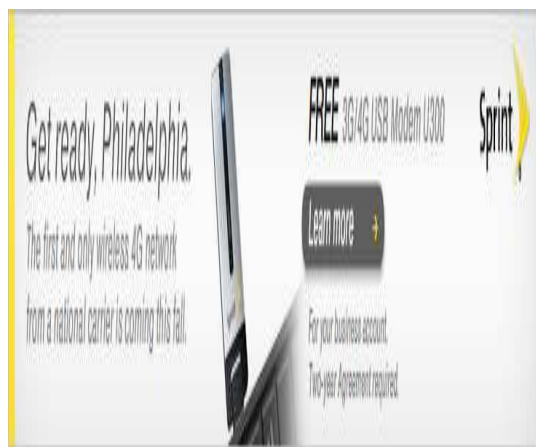 Get ready, Philadelphia.
The first and only wireless 4G network
from a national carrier is coming this fall.
FREE 3G/4G USB Modem U300
Learn more
For your business account.
Two-year Agreement required.
Sprint